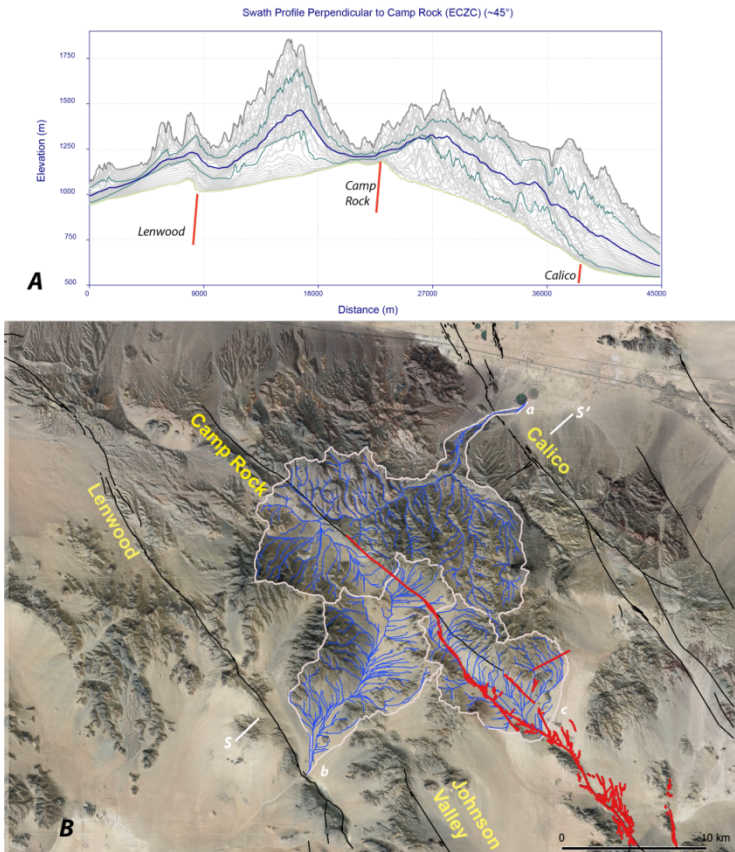 Swath Profile Perpendicular to Camp Rock (ECZC) (~45°)
1750
1500
1250
1000
750
500
Elevation (m)
Lenwood
Camp
Rock
Calico
A
0
9000
18000
27000
36000
45000
Distance (m)
a
S'
Calico
Camp Rock
Lenwood
S
b
c
Johnson
Valley
B
0
10 km